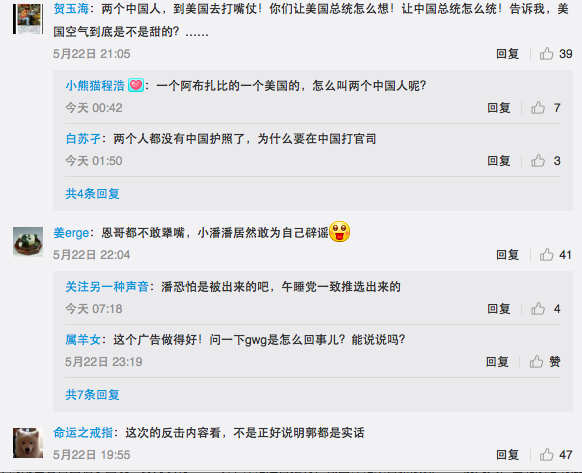 贺玉海：两个中国人，到美国去打嘴仗！你们让美国总统怎么想！让中国总统怎么统！告诉我，美
国空气到底是不是甜的？……
5月22日 21:05 回复 39
小熊猫程浩：一个阿布扎比的一个美国的，怎么叫两个中国人呢？
今天 00:42 回复 7
白苏孑：两个人都没有中国护照了，为什么要在中国打官司
今天 01:50 回复 3
共4条回复
姜erge：恩哥都不敢犟嘴，小潘潘居然敢为自己辟谣
5月22日 22:04 回复 41
关注另一种声音：潘恐怕是被出来的吧，午睡党一致推选出来的
今天 07:18 回复 4
属羊女：这个广告做得好！问一下gwg是怎么回事儿？能说说吗？
5月22日 23:19 回复 赞
共7条回复
命运之戒指：这次的反击内容看，不是正好说明郭都是实话
5月22日 19:55 回复 47